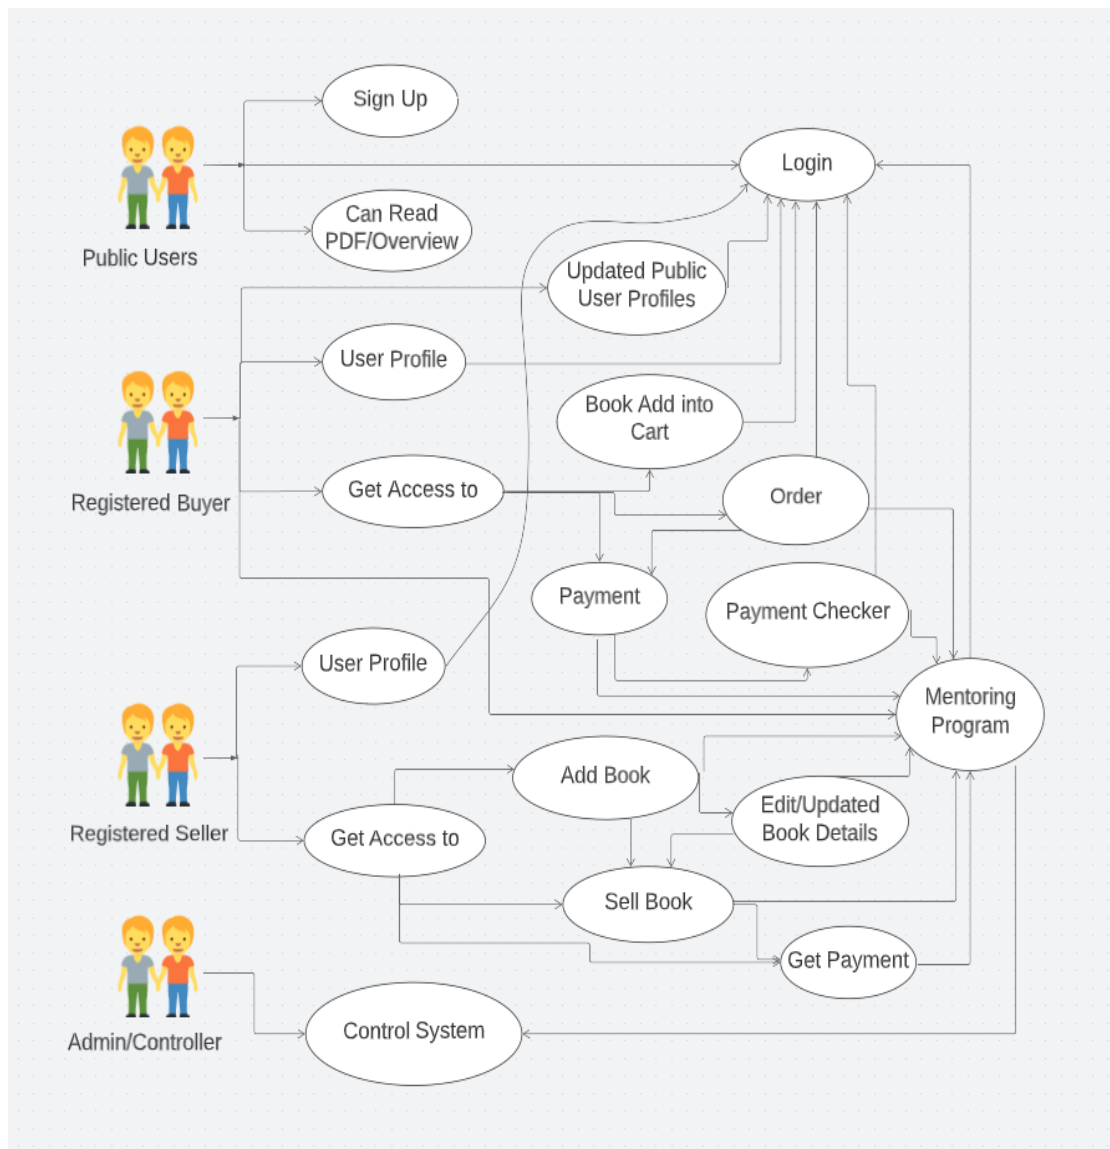 Sign Up
Login
Can Read
PDF/Overview
Public Users
Updated Public
User Profiles
User Profile
Book Add into
Cart
Get Access to
Order
Registered Buyer
Payment
Payment Checker
User Profile
Mentoring
Program
Add Book
Edit/Updated
Book Details
Registered Seller
Get Access to
Sell Book
Get Payment
Control System
Admin/Controller